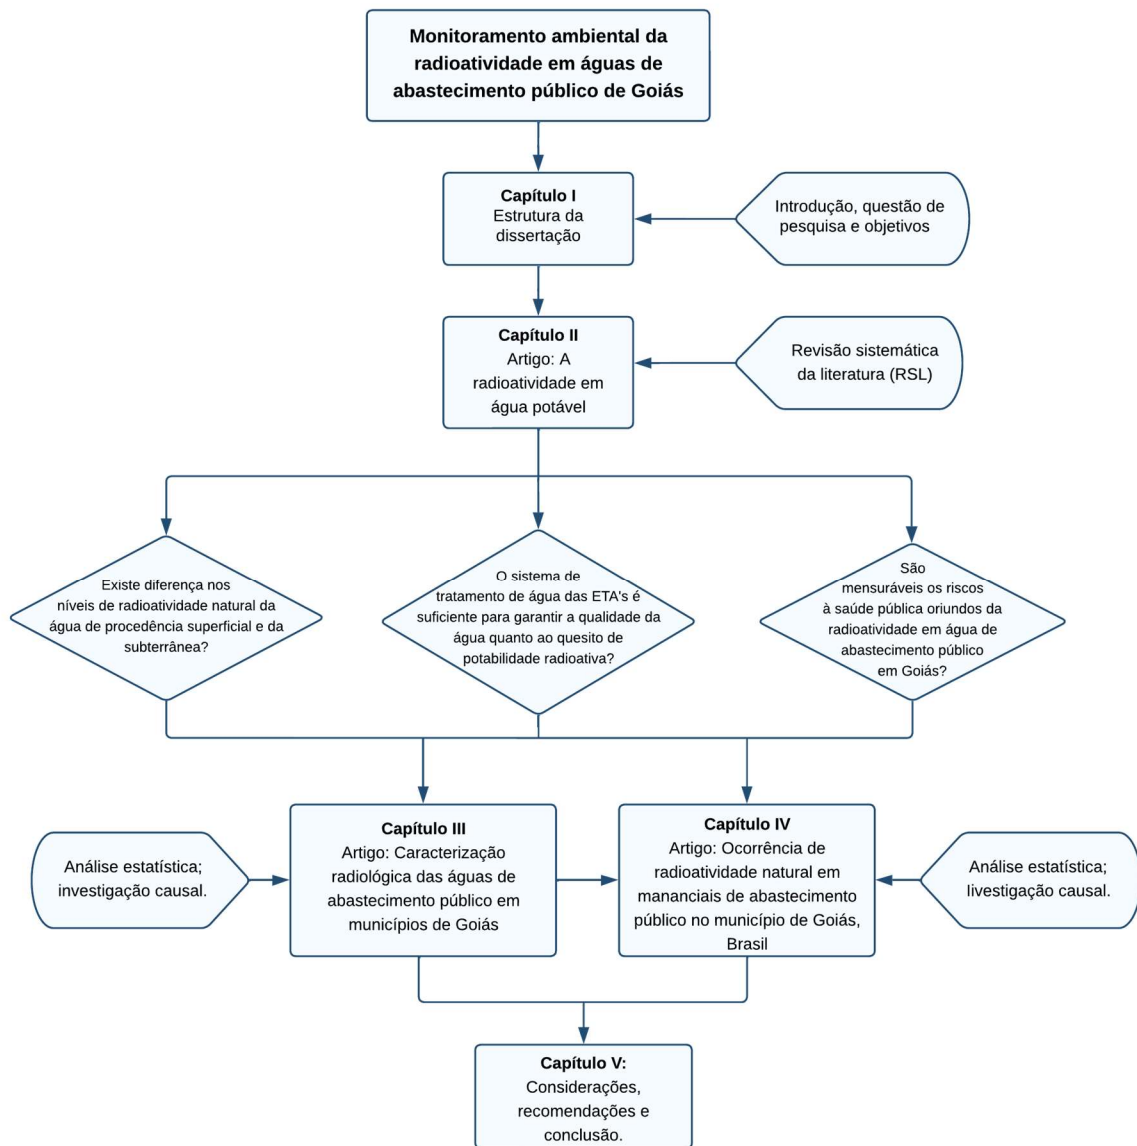 Monitoramento ambiental da
radioatividade em águas de
abastecimento público de Goiás
Capítulo I
Estrutura da
dissertação
Introdução, questão de
pesquisa e objetivos
Capítulo II
Artigo: A
radioatividade em
água potável
Revisão sistemática
da literatura (RSL)
Existe diferença nos
níveis de radioatividade natural da
água de procedência superficial e da
subterrânea?
O sistema de
tratamento de água das ETA's é
suficiente para garantir a qualidade da
água quanto ao quesito de
potabilidade radioativa?
São
mensuráveis os riscos
à saúde pública oriundos da
radioatividade em água de
abastecimento público
em Goiás?
Análise estatística;
investigação causal.
Capítulo III
Artigo: Caracterização
radiológica das águas de
abastecimento público em
municípios de Goiás
Capítulo IV
Artigo: Ocorrência de
radioatividade natural em
mananciais de abastecimento
público no município de Goiás,
Brasil
Análise estatística;
Iivestigação causal.
Capítulo V:
Considerações,
recomendações e
conclusão.